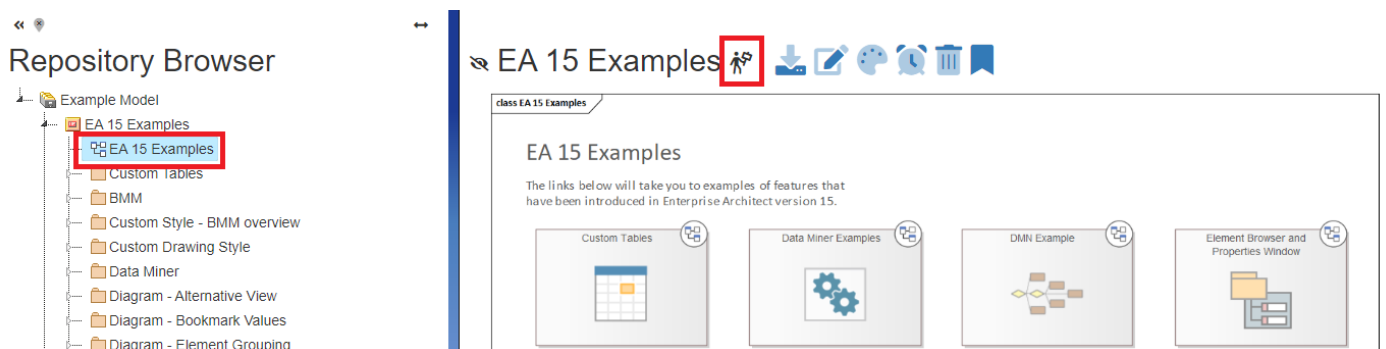 Repository Browser
Example Model
EA 15 Examples
EA 15 Examples
Custom Tables
BMM
Custom Style - BMM overview
Custom Drawing Style
Data Miner
Diagram - Alternative View
Diagram - Bookmark Values
Diagram - Element Grouping
EA 15 Examples
class EA 15 Examples
EA 15 Examples
The links below will take you to examples of features that
have been introduced in Enterprise Architect version 15.
Custom Tables
Data Miner Examples
DMN Example
Element Browser and
Properties Window